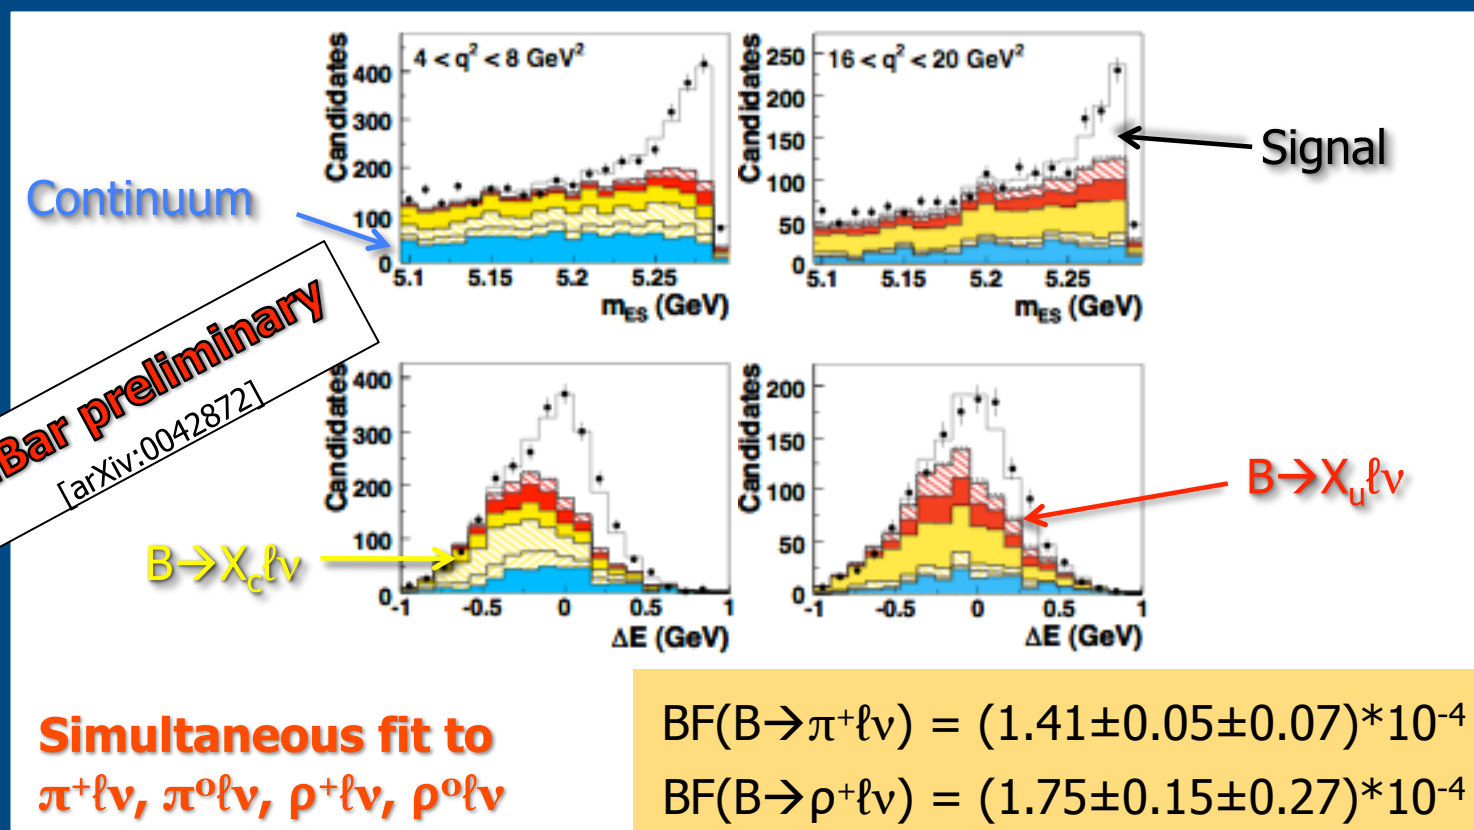 Candidates
4 < q² < 8 GeV²
400
300
200
100
0
5.1 5.15 5.2 5.25
mES (GeV)
Candidates
16 < q² < 20 GeV²
250
200
150
100
50
0
5.1 5.15 5.2 5.25
mES (GeV)
Signal
Continuum
Bar preliminary
[arXiv:0042872]
Candidates
400
300
200
100
0
-1 -0.5 0 0.5 1
ΔE (GeV)
Candidates
200
150
100
50
0
-1 -0.5 0 0.5 1
ΔE (GeV)
B→Xuℓν
B→Xcℓν
Simultaneous fit to
π⁺ℓν, π⁰ℓν, ρ⁺ℓν, ρ⁰ℓν
BF(B→π⁺ℓν) = (1.41±0.05±0.07)*10⁻⁴
BF(B→ρ⁺ℓν) = (1.75±0.15±0.27)*10⁻⁴